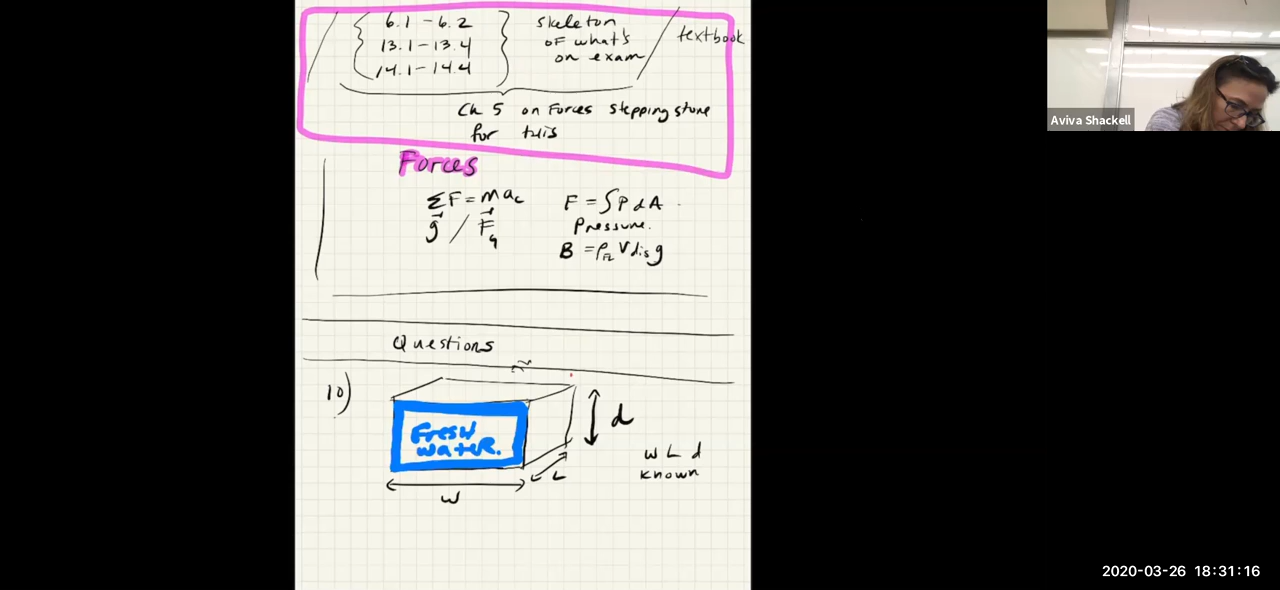 6.1 - 6.2
13.1 - 13.4
14.1 - 14.4
skeleton
of what's
on exam
textbook
Ch 5 on Forces stepping stone
for this
Forces
ΣF = mac
g / Fg
F = ∫PdA
Pressure.
B = ρFL Vdis g
Questions
10)
Fresh
water.
d
L
w
w L d
known
Aviva Shackell
2020-03-26 18:31:16